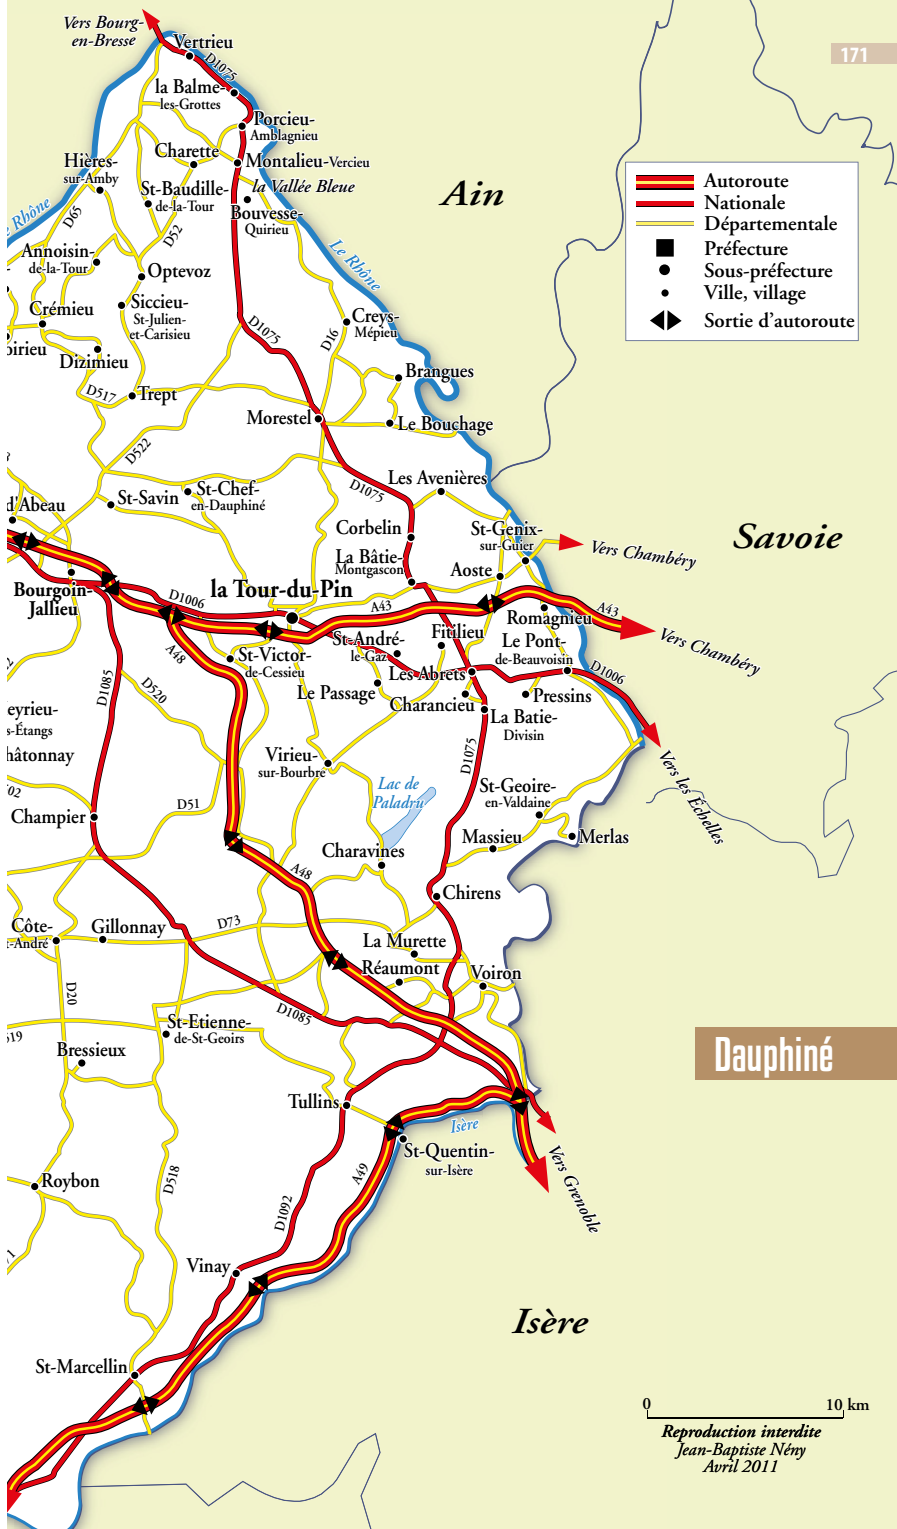 Vers Bourg-
en-Bresse
171
Vertrieu
D1075
la Balme-
les-Grottes
Porcieu-
Amblagnieu
Charette
Montalieu-Vercieu
Hières-
sur-Amby
la Vallée Bleue
St-Baudille-
de-la-Tour
Bouvesse-
Quirieu
Ain
Autoroute
Nationale
Départementale
Préfecture
Sous-préfecture
Ville, village
Sortie d'autoroute
Rhône
D65
D52
Le Rhône
Annoisin-
de-la-Tour
Optevoz
Siccieu-
St-Julien-
et-Carisieu
Crémieu
Creys-
Mépieu
D1075
D16
Dizimieu
Brangues
D517
Trept
Morestel
Le Bouchage
D522
Les Avenières
D1075
St-Chef-
en-Dauphiné
St-Savin
d'Abeau
Corbelin
St-Genix-
sur-Guier
Savoie
Vers Chambéry
La Bâtie-
Montgascon
Aoste
Bourgoin-
Jallieu
la Tour-du-Pin
D1006
A43
Romagnieu
A43
Vers Chambéry
A48
St-André-
le-Gaz
Fitilieu
Le Pont-
de-Beauvoisin
St-Victor-
de-Cessieu
Les Abrets
D1006
D1085
D520
Le Passage
Charancieu
Pressins
La Batie-
Divisin
eyrieu-
s-Étangs
hâtonnay
Virieu-
sur-Bourbre
D1075
Vers les Échelles
Lac de
Paladru
St-Geoire-
en-Valdaine
D51
Champier
Massieu
Merlas
Charavines
A48
Chirens
Côte-
-André
Gillonnay
D73
La Murette
Réaumont
Voiron
D20
D1085
St-Etienne-
de-St-Geoirs
Dauphiné
Bressieux
Tullins
Isère
St-Quentin-
sur-Isère
Vers Grenoble
A49
D518
Roybon
D1092
Vinay
Isère
St-Marcellin
0 10 km
Reproduction interdite
Jean-Baptiste Nény
Avril 2011